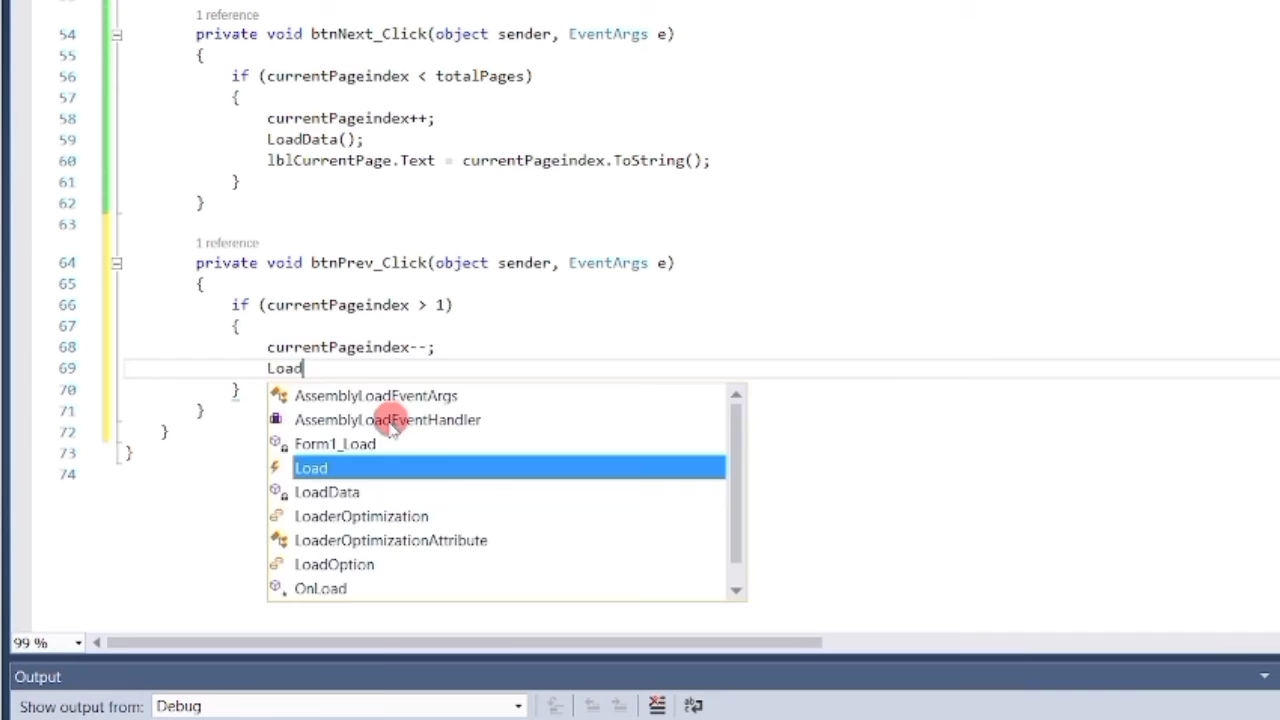 1 reference
54 private void btnNext_Click(object sender, EventArgs e)
55 {
56 if (currentPageindex < totalPages)
57 {
58 currentPageindex++;
59 LoadData();
60 lblCurrentPage.Text = currentPageindex.ToString();
61 }
62 }
63
1 reference
64 private void btnPrev_Click(object sender, EventArgs e)
65 {
66 if (currentPageindex > 1)
67 {
68 currentPageindex--;
69 Load
70 }
71 }
72 }
73 }
74
AssemblyLoadEventArgs
AssemblyLoadEventHandler
Form1_Load
Load
LoadData
LoaderOptimization
LoaderOptimizationAttribute
LoadOption
OnLoad
99 %
Output
Show output from: Debug